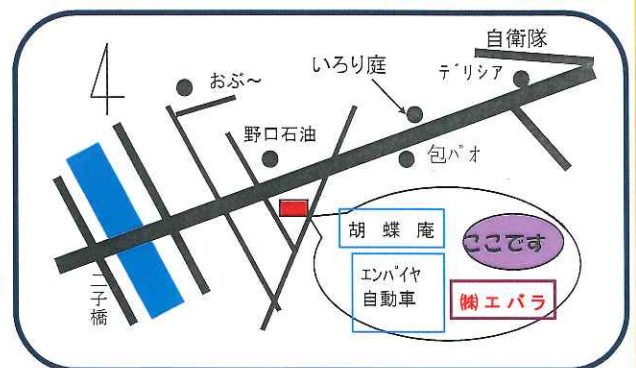 自衛隊
デリシア
いろり庭
おぶ～
野口石油
包パオ
胡蝶庵
ここです
エンパイヤ
自動車
㈱エバラ
二子橋